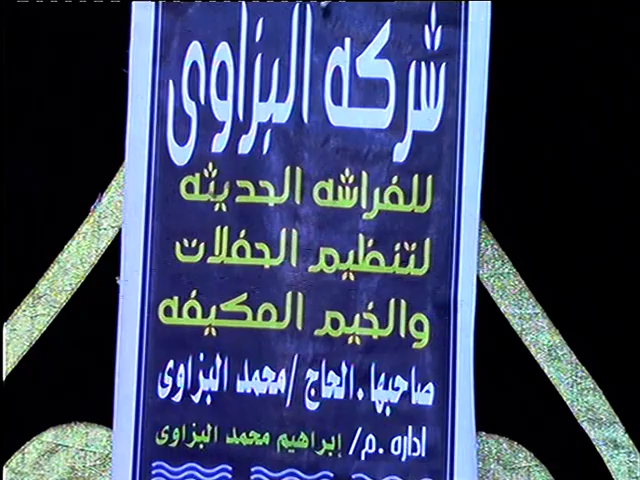 شركه البزاوى
للفراشه الحديثه
لتنظيم الحفلات
والخيم المكيفه
صاحبها . الحاج / محمد البزاوى
اداره . م / إبراهيم محمد البزاوى